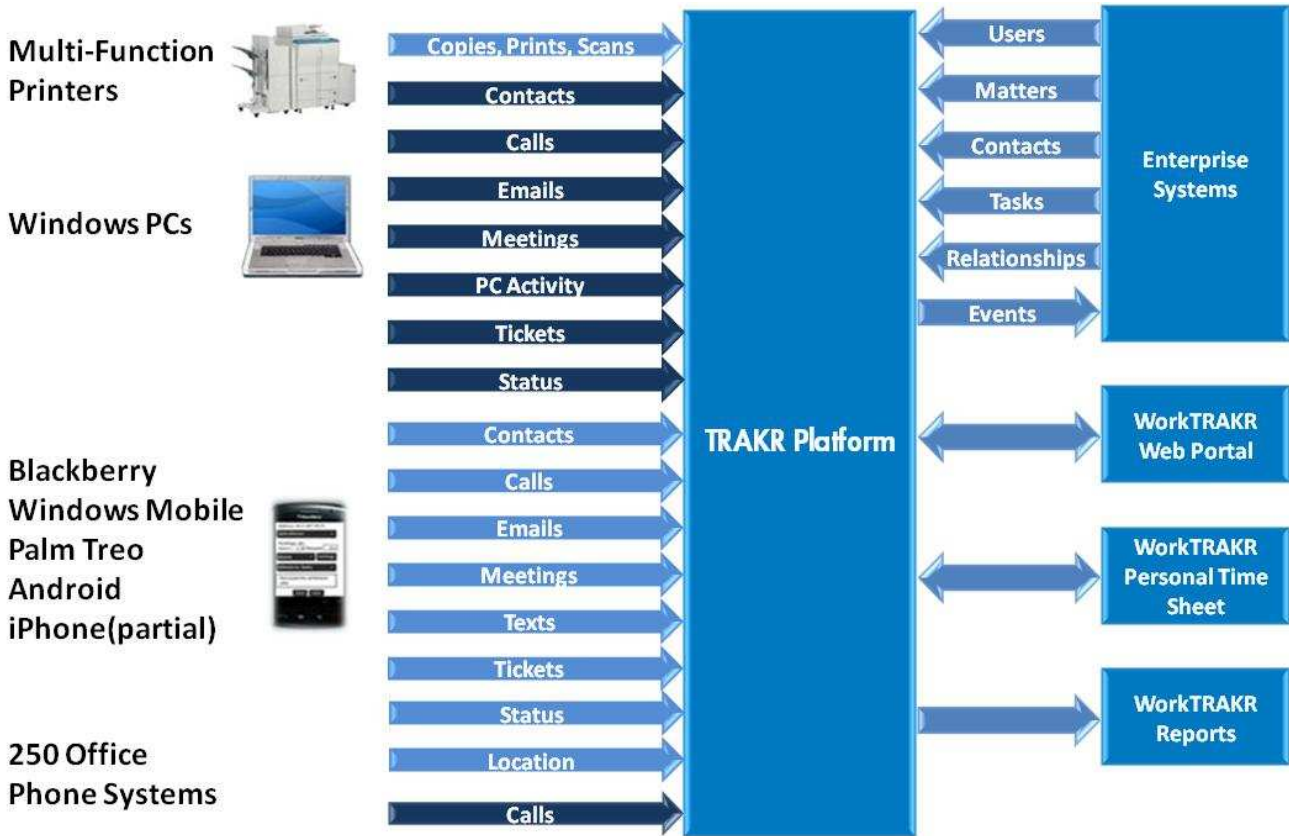 Multi-Function
Printers
Windows PCs
Blackberry
Windows Mobile
Palm Treo
Android
iPhone(partial)
250 Office
Phone Systems
Copies, Prints, Scans
Contacts
Calls
Emails
Meetings
PC Activity
Tickets
Status
Contacts
Calls
Emails
Meetings
Texts
Tickets
Status
Location
Calls
TRAKR Platform
Users
Matters
Contacts
Tasks
Relationships
Events
Enterprise
Systems
WorkTRAKR
Web Portal
WorkTRAKR
Personal Time
Sheet
WorkTRAKR
Reports